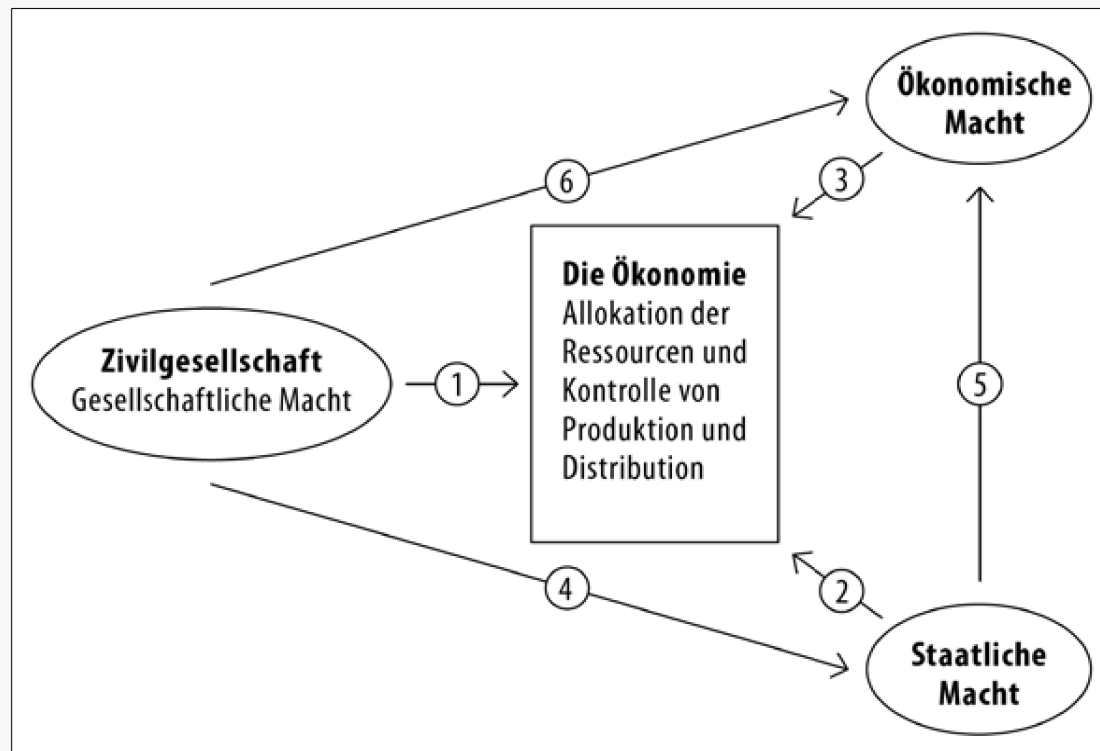 Ökonomische
Macht
6
3
Die Ökonomie
Allokation der
Ressourcen und
Kontrolle von
Produktion und
Distribution
Zivilgesellschaft
Gesellschaftliche Macht
1
5
4
2
Staatliche
Macht